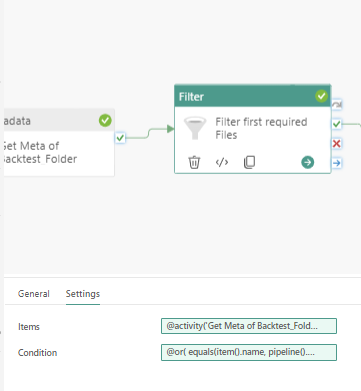 Filter
adata
Filter first required
Files
Get Meta of
Backtest Folder
General
Settings
Items
@activity('Get Meta of Backtest_Fold...
Condition
@or( equals(item().name, pipeline()....